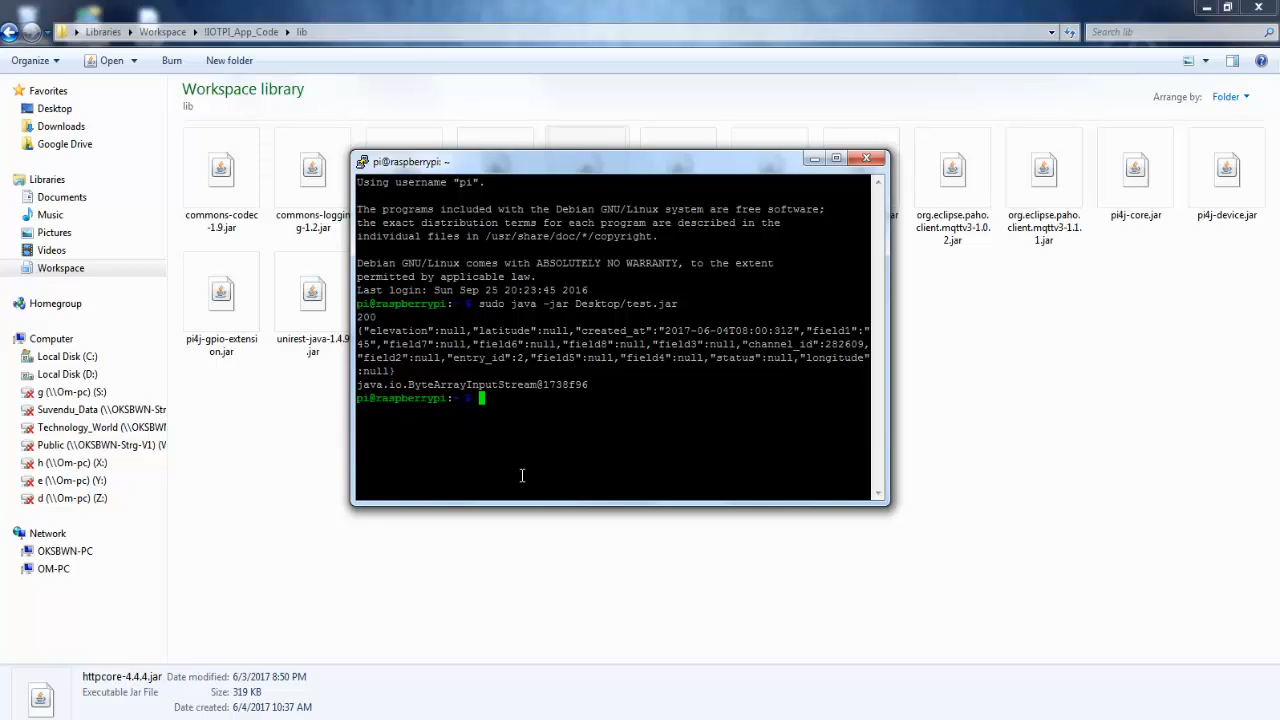 Libraries ▸ Workspace ▸ !IOTPI_App_Code ▸ lib
Search lib
Organize
Open
Burn
New folder
Favorites
Desktop
Downloads
Google Drive
Libraries
Documents
Music
Pictures
Videos
Workspace
Homegroup
Computer
Local Disk (C:)
Local Disk (D:)
g (\\Om-pc) (S:)
Suvendu_Data (\\OKSBWN-Str
Technology_World (\\OKSBWN
Public (\\OKSBWN-Strg-V1) (W
h (\\Om-pc) (X:)
e (\\Om-pc) (Y:)
d (\\Om-pc) (Z:)
Network
OKSBWN-PC
OM-PC
Workspace library
lib
Arrange by:
Folder
commons-codec
-1.9.jar
commons-loggin
g-1.2.jar
ar
org.eclipse.paho.
client.mqttv3-1.0.
2.jar
org.eclipse.paho.
client.mqttv3-1.1.
1.jar
pi4j-core.jar
pi4j-device.jar
pi4j-gpio-extensi
on.jar
unirest-java-1.4.9
.jar
pi@raspberrypi: ~
Using username "pi".
The programs included with the Debian GNU/Linux system are free software;
the exact distribution terms for each program are described in the
individual files in /usr/share/doc/*/copyright.
Debian GNU/Linux comes with ABSOLUTELY NO WARRANTY, to the extent
permitted by applicable law.
Last login: Sun Sep 25 20:23:45 2016
pi@raspberrypi:~ $ sudo java -jar Desktop/test.jar
200
{"elevation":null,"latitude":null,"created_at":"2017-06-04T08:00:31Z","field1":"
45","field7":null,"field6":null,"field8":null,"field3":null,"channel_id":282609,
"field2":null,"entry_id":2,"field5":null,"field4":null,"status":null,"longitude"
:null}
java.io.ByteArrayInputStream@1738f96
pi@raspberrypi:~ $
httpcore-4.4.4.jar Date modified: 6/3/2017 8:50 PM
Executable Jar File Size: 319 KB
Date created: 6/4/2017 10:37 AM